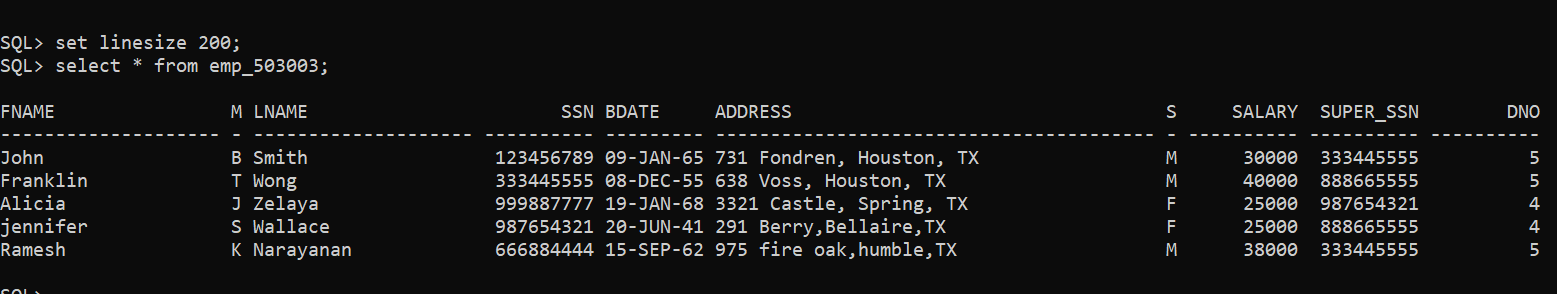 SQL> set linesize 200;
SQL> select * from emp_503003;
FNAME                M LNAME                       SSN BDATE     ADDRESS                                  S     SALARY  SUPER_SSN        DNO
-------------------- - -------------------- ---------- --------- ---------------------------------------- - ---------- ---------- ----------
John                 B Smith                 123456789 09-JAN-65 731 Fondren, Houston, TX                 M      30000  333445555          5
Franklin             T Wong                  333445555 08-DEC-55 638 Voss, Houston, TX                    M      40000  888665555          5
Alicia               J Zelaya                999887777 19-JAN-68 3321 Castle, Spring, TX                  F      25000  987654321          4
jennifer             S Wallace               987654321 20-JUN-41 291 Berry,Bellaire,TX                    F      25000  888665555          4
Ramesh               K Narayanan             666884444 15-SEP-62 975 fire oak,humble,TX                   M      38000  333445555          5
SQL>